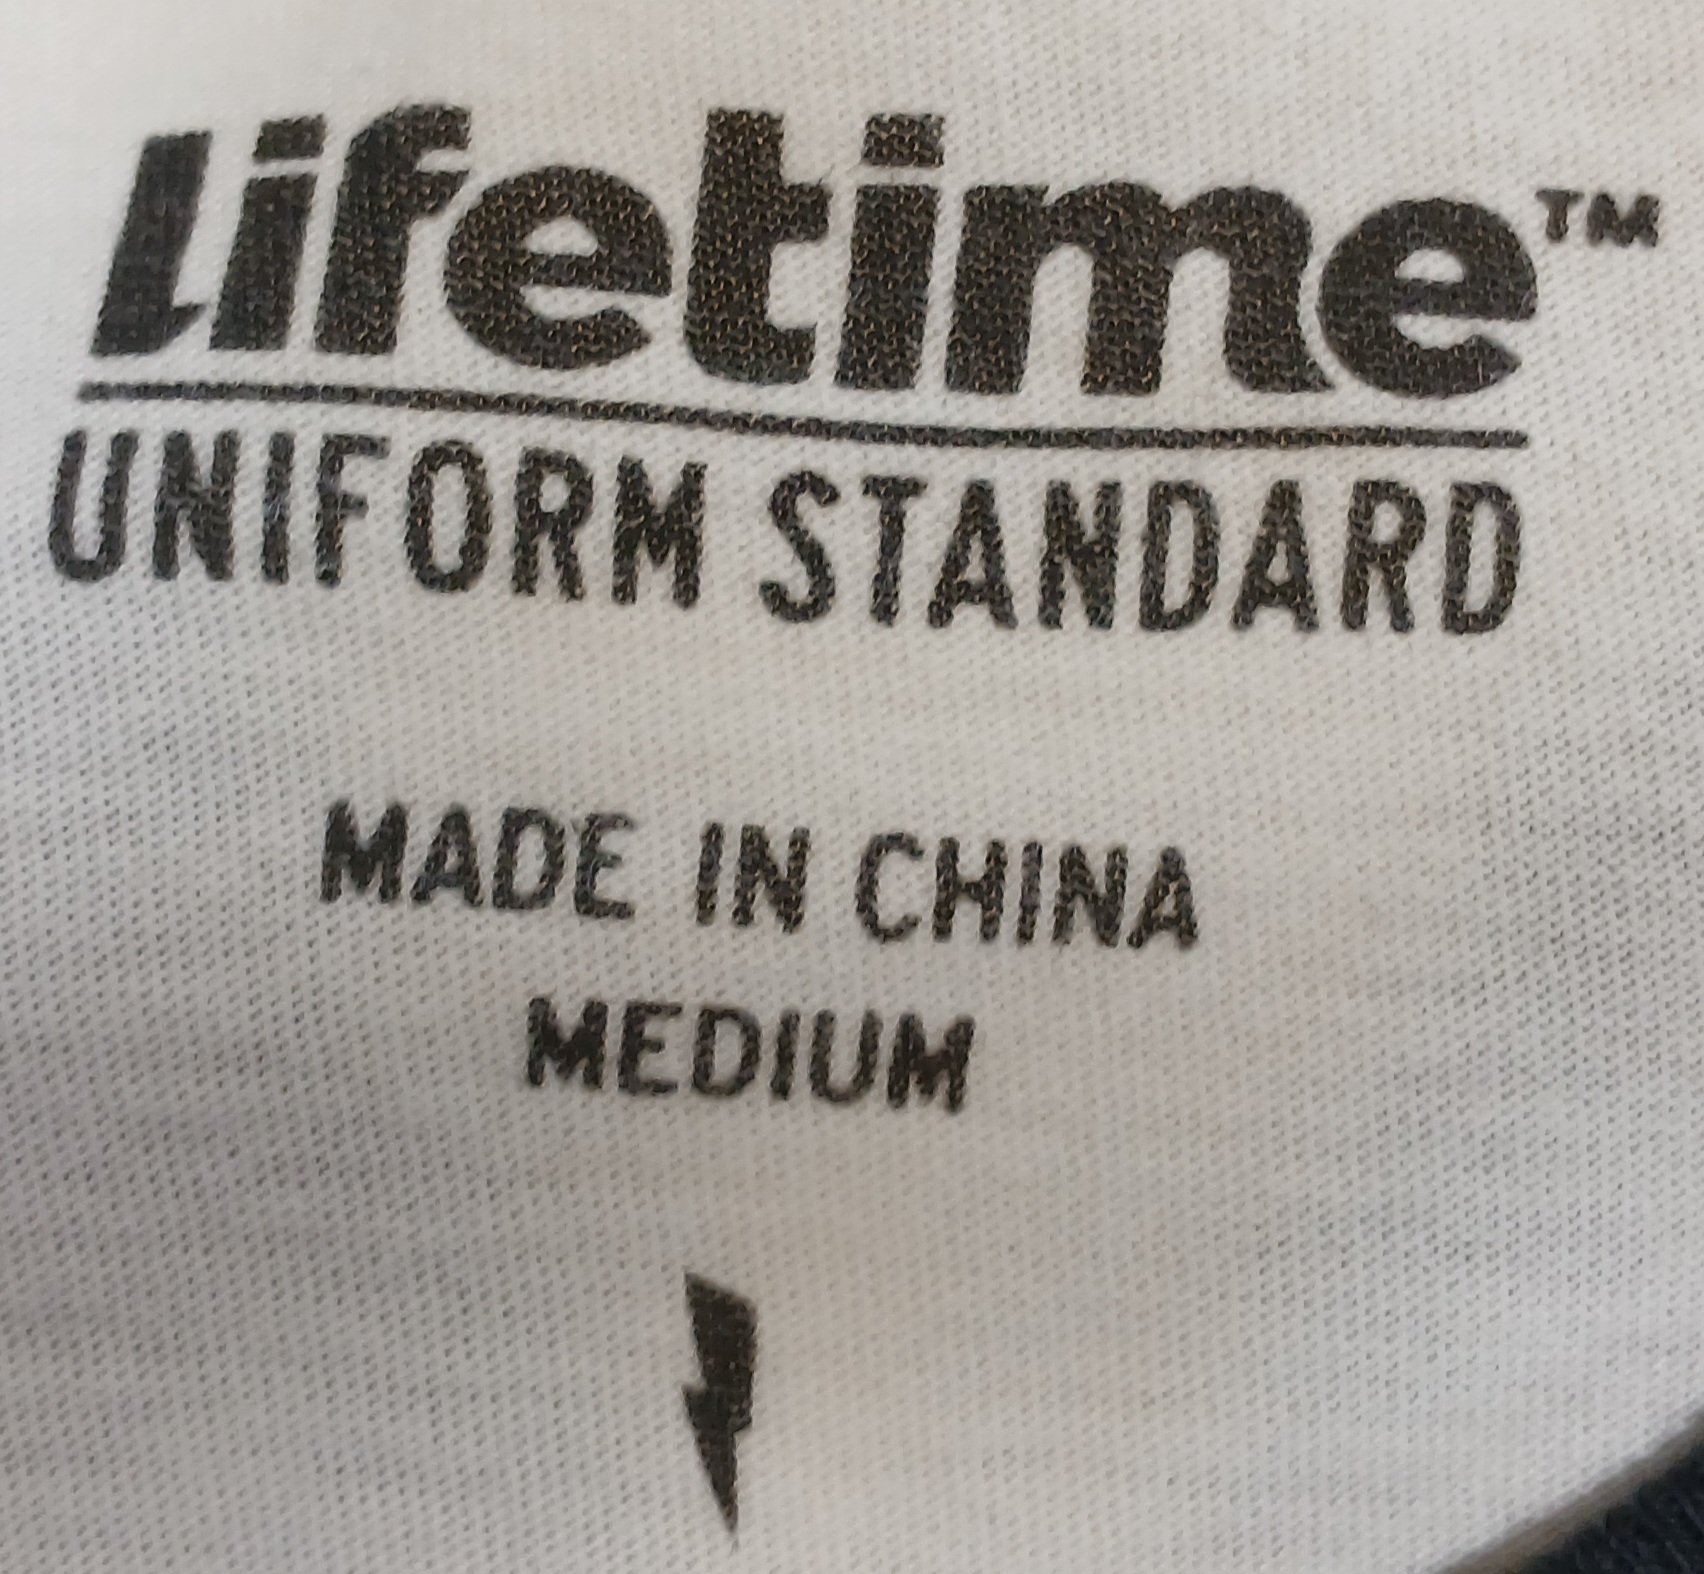 Lifetime™
UNIFORM STANDARD
MADE IN CHINA
MEDIUM